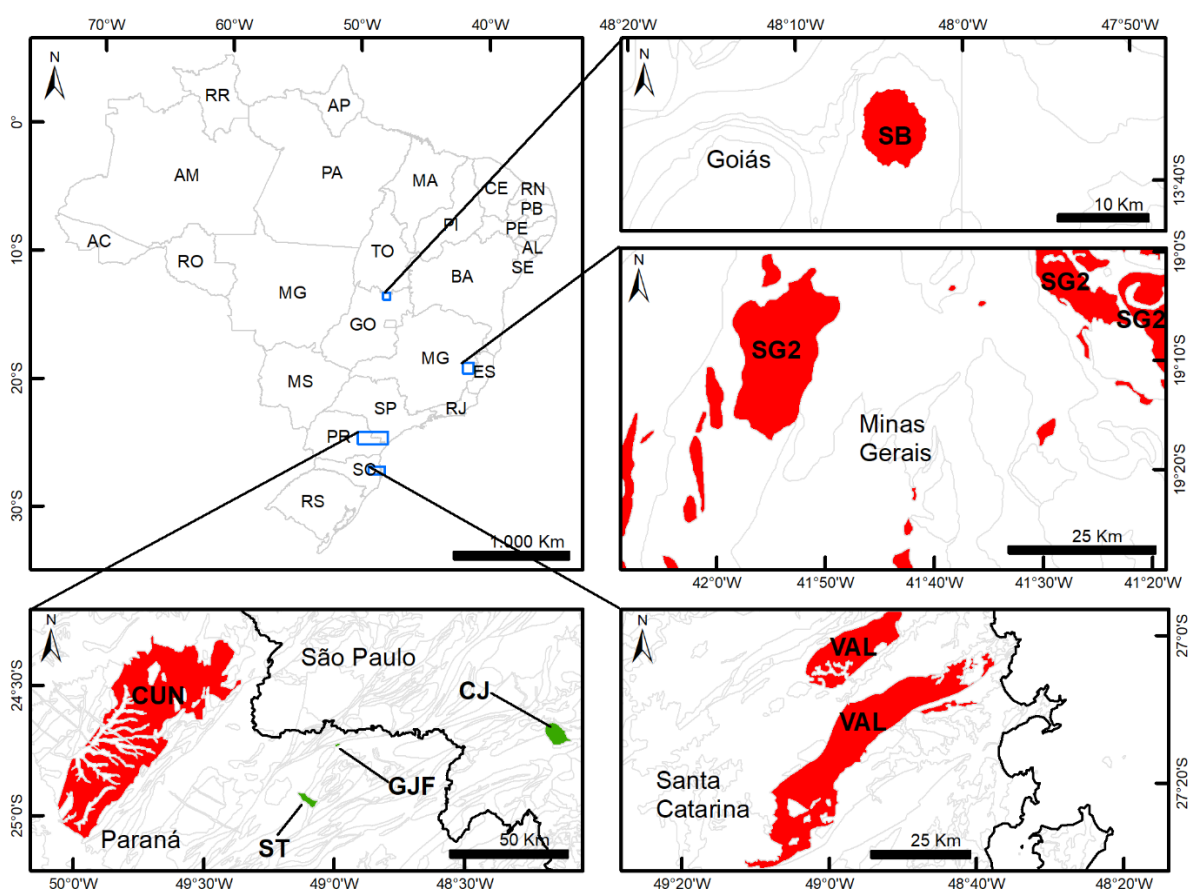 70°W 60°W 50°W 40°W
N
0°
10°S
20°S
30°S
RR
AP
AM
PA
MA
CE
RN
PB
PI
PE
AC
AL
TO
RO
SE
BA
MG
GO
MG
ES
MS
SP
RJ
PR
SC
RS
1.000 Km
48°20'W 48°10'W 48°0'W 47°50'W
N
SB
Goiás
13°40'S
10 Km
N
19°0'S
SG2
SG2
SG2
19°10'S
Minas
Gerais
19°20'S
25 Km
42°0'W 41°50'W 41°40'W 41°30'W 41°20'W
N
24°30'S
25°0'S
São Paulo
CUN
CJ
GJF
Paraná
ST
50 Km
50°0'W 49°30'W 49°0'W 48°30'W
N
VAL
27°0'S
VAL
Santa
Catarina
27°20'S
25 Km
49°20'W 49°0'W 48°40'W 48°20'W